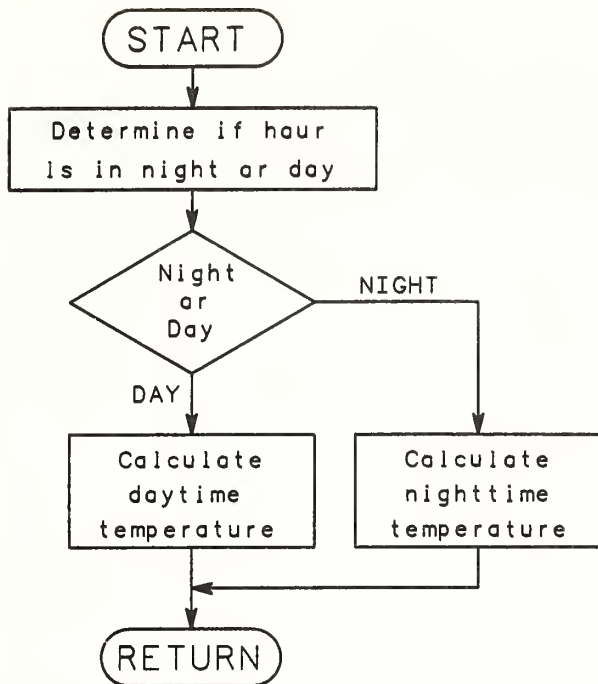 START
Determine if hour
is in night or day
Night
or
Day
NIGHT
DAY
Calculate
daytime
temperature
Calculate
nighttime
temperature
RETURN